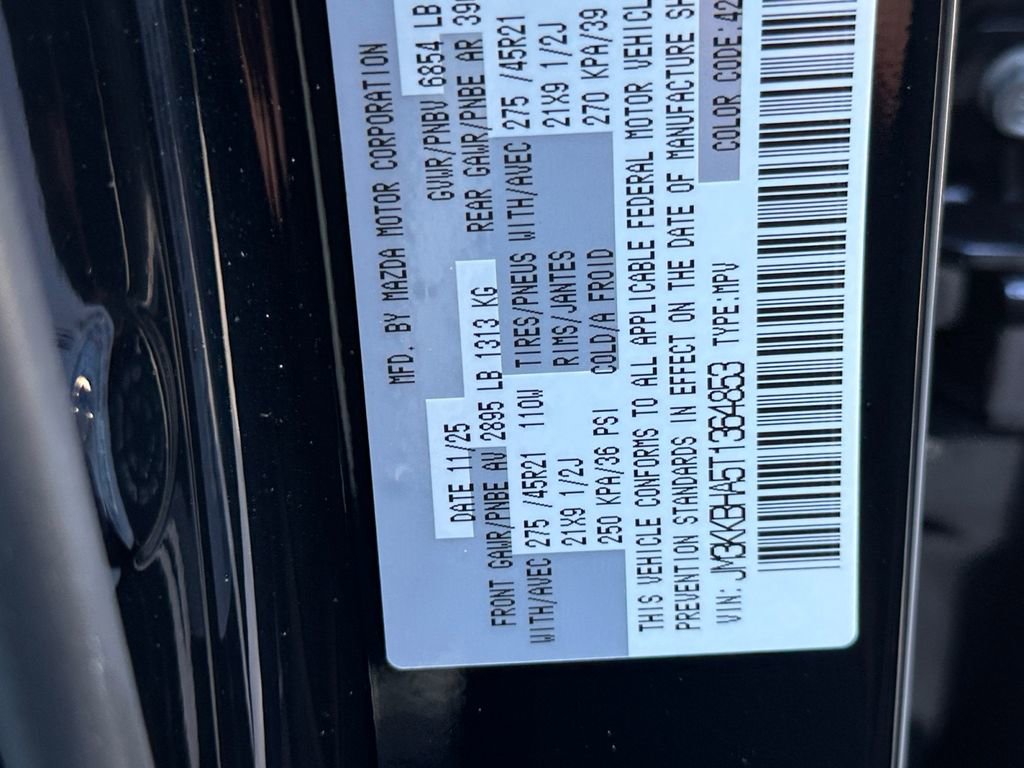 MFD. BY MAZDA MOTOR CORPORATION
DATE 11/25 GVWR/PNBV 6854 LB
FRONT GAWR/PNBE AV 2895 LB 1313 KG REAR GAWR/PNBE AR
WITH/AVEC 275 /45R21 110W TIRES/PNEUS WITH/AVEC 275 /45R21
21X9 1/2J RIMS/JANTES 21X9 1/2J
250 KPA/36 PSI COLD/A FROID 270 KPA/39
THIS VEHICLE CONFORMS TO ALL APPLICABLE FEDERAL MOTOR VEHICL
PREVENTION STANDARDS IN EFFECT ON THE DATE OF MANUFACTURE SH
VIN: JM3KKBHA5T1364853 TYPE:MPV COLOR CODE:42